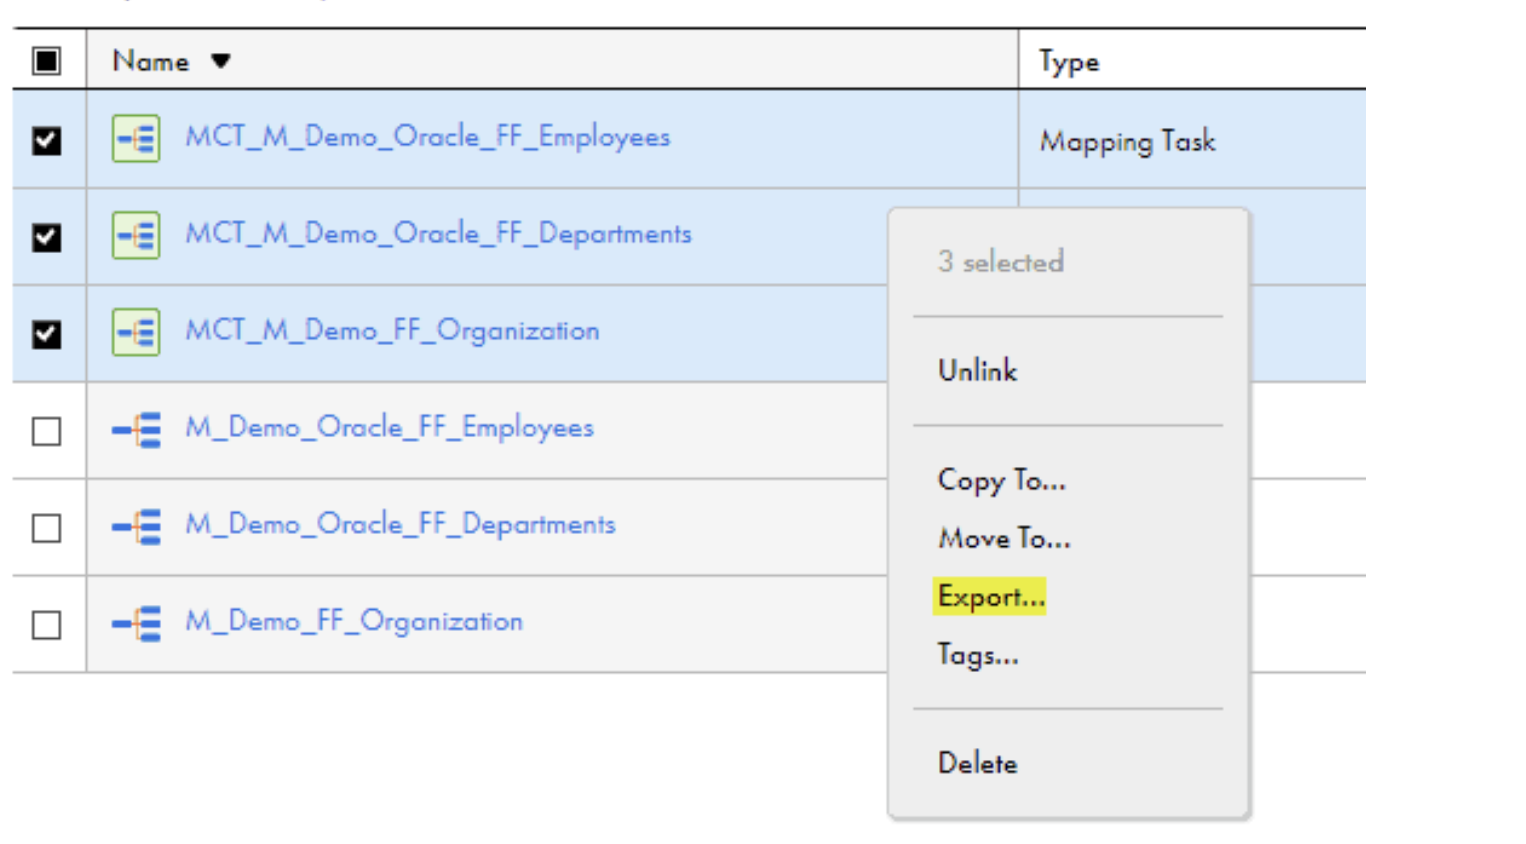 Name ▼ Type
MCT_M_Demo_Oracle_FF_Employees Mapping Task
MCT_M_Demo_Oracle_FF_Departments
3 selected
MCT_M_Demo_FF_Organization
Unlink
M_Demo_Oracle_FF_Employees
Copy To...
M_Demo_Oracle_FF_Departments
Move To...
Export...
M_Demo_FF_Organization
Tags...
Delete